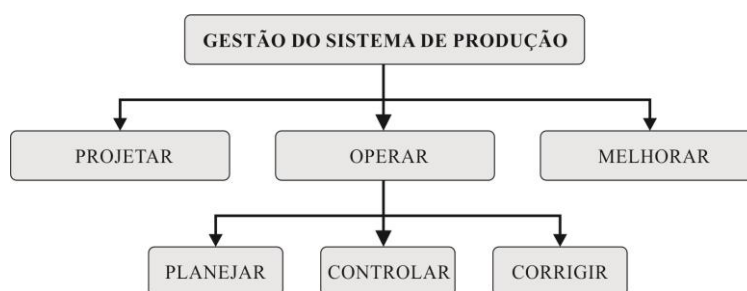 GESTÃO DO SISTEMA DE PRODUÇÃO
PROJETAR
OPERAR
MELHORAR
PLANEJAR
CONTROLAR
CORRIGIR